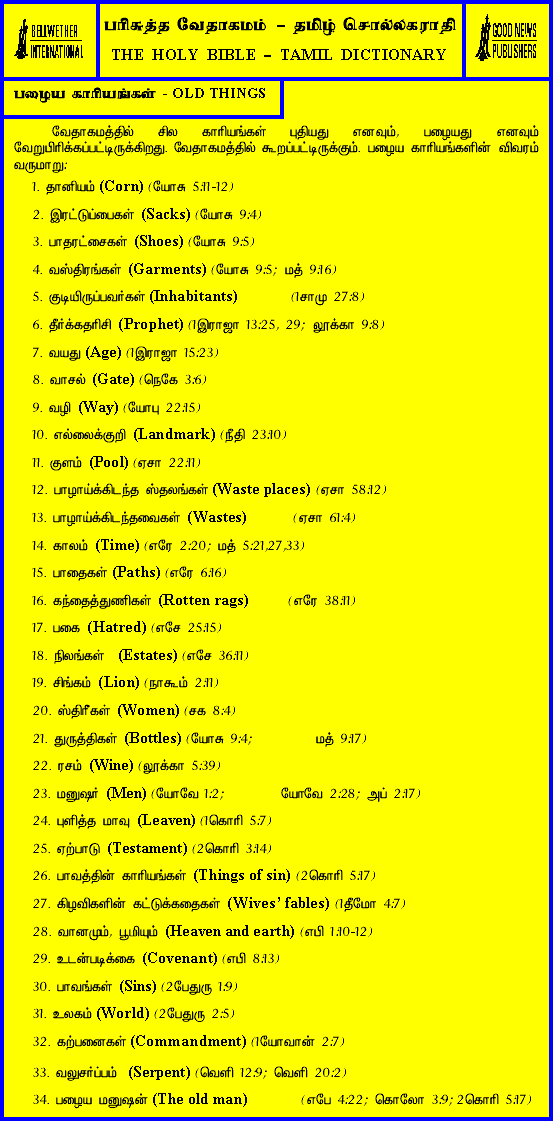 BELLWETHER
INTERNATIONAL
பரிசுத்த வேதாகமம் – தமிழ் சொல்லகராதி
THE HOLY BIBLE – TAMIL DICTIONARY
GOOD NEWS
PUBLISHERS
பழைய காரியங்கள் - OLD THINGS
வேதாகமத்தில் சில காரியங்கள் புதியது எனவும், பழையது எனவும்
வேறுபிரிக்கப்பட்டிருக்கிறது. வேதாகமத்தில் கூறப்பட்டிருக்கும். பழைய காரியங்களின் விவரம்
வருமாறு:
1. தானியம் (Corn) (யோசு 5:11-12)
2. இரட்டுப்பைகள் (Sacks) (யோசு 9:4)
3. பாதரட்சைகள் (Shoes) (யோசு 9:5)
4. வஸ்திரங்கள் (Garments) (யோசு 9:5; மத் 9:16)
5. குடியிருப்பவர்கள் (Inhabitants) (1சாமு 27:8)
6. தீர்க்கதரிசி (Prophet) (1இராஜா 13:25, 29; லூக்கா 9:8)
7. வயது (Age) (1இராஜா 15:23)
8. வாசல் (Gate) (நெகே 3:6)
9. வழி (Way) (யோபு 22:15)
10. எல்லைக்குறி (Landmark) (நீதி 23:10)
11. குளம் (Pool) (ஏசா 22:11)
12. பாழாய்க்கிடந்த ஸ்தலங்கள் (Waste places) (ஏசா 58:12)
13. பாழாய்க்கிடந்தவைகள் (Wastes) (ஏசா 61:4)
14. காலம் (Time) (எரே 2:20; மத் 5:21,27,33)
15. பாதைகள் (Paths) (எரே 6:16)
16. கந்தைத்துணிகள் (Rotten rags) (எரே 38:11)
17. பகை (Hatred) (எசே 25:15)
18. நிலங்கள் (Estates) (எசே 36:11)
19. சிங்கம் (Lion) (நாகூம் 2:11)
20. ஸ்திரீகள் (Women) (சக 8:4)
21. துருத்திகள் (Bottles) (யோசு 9:4; மத் 9:17)
22. ரசம் (Wine) (லூக்கா 5:39)
23. மனுஷர் (Men) (யோவே 1:2; யோவே 2:28; அப் 2:17)
24. புளித்த மாவு (Leaven) (1கொரி 5:7)
25. ஏற்பாடு (Testament) (2கொரி 3:14)
26. பாவத்தின் காரியங்கள் (Things of sin) (2கொரி 5:17)
27. கிழவிகளின் கட்டுக்கதைகள் (Wives’ fables) (1தீமோ 4:7)
28. வானமும், பூமியும் (Heaven and earth) (எபி 1:10-12)
29. உடன்படிக்கை (Covenant) (எபி 8:13)
30. பாவங்கள் (Sins) (2பேதுரு 1:9)
31. உலகம் (World) (2பேதுரு 2:5)
32. கற்பனைகள் (Commandment) (1யோவான் 2:7)
33. வலுசர்ப்பம் (Serpent) (வெளி 12:9; வெளி 20:2)
34. பழைய மனுஷன் (The old man) (எபே 4:22; கொலோ 3:9; 2கொரி 5:17)